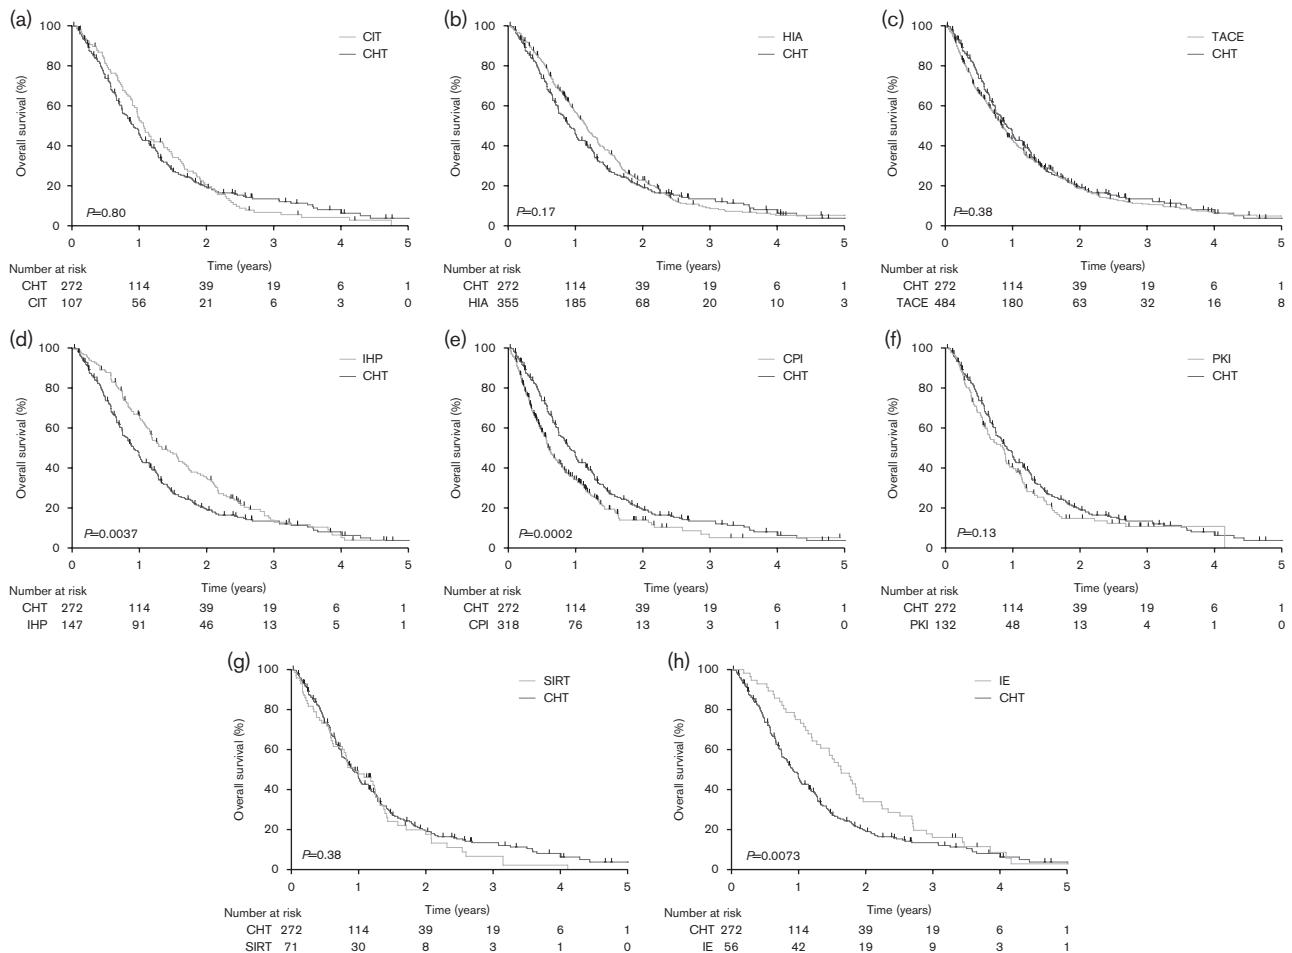 (a)
100
80
60
40
20
0
Overall survival (%)
CIT
CHT
P=0.80
0 1 2 3 4 5
Time (years)
Number at risk
CHT 272 114 39 19 6 1
CIT 107 56 21 6 3 0
(b)
100
80
60
40
20
0
Overall survival (%)
HIA
CHT
P=0.17
0 1 2 3 4 5
Time (years)
Number at risk
CHT 272 114 39 19 6 1
HIA 355 185 68 20 10 3
(c)
100
80
60
40
20
0
Overall survival (%)
TACE
CHT
P=0.38
0 1 2 3 4 5
Time (years)
Number at risk
CHT 272 114 39 19 6 1
TACE 484 180 63 32 16 8
(d)
100
80
60
40
20
0
Overall survival (%)
IHP
CHT
P=0.0037
0 1 2 3 4 5
Time (years)
Number at risk
CHT 272 114 39 19 6 1
IHP 147 91 46 13 5 1
(e)
100
80
60
40
20
0
Overall survival (%)
CPI
CHT
P=0.0002
0 1 2 3 4 5
Time (years)
Number at risk
CHT 272 114 39 19 6 1
CPI 318 76 13 3 1 0
(f)
100
80
60
40
20
0
Overall survival (%)
PKI
CHT
P=0.13
0 1 2 3 4 5
Time (years)
Number at risk
CHT 272 114 39 19 6 1
PKI 132 48 13 4 1 0
(g)
100
80
60
40
20
0
Overall survival (%)
SIRT
CHT
P=0.38
0 1 2 3 4 5
Time (years)
Number at risk
CHT 272 114 39 19 6 1
SIRT 71 30 8 3 1 0
(h)
100
80
60
40
20
0
Overall survival (%)
IE
CHT
P=0.0073
0 1 2 3 4 5
Time (years)
Number at risk
CHT 272 114 39 19 6 1
IE 56 42 19 9 3 1